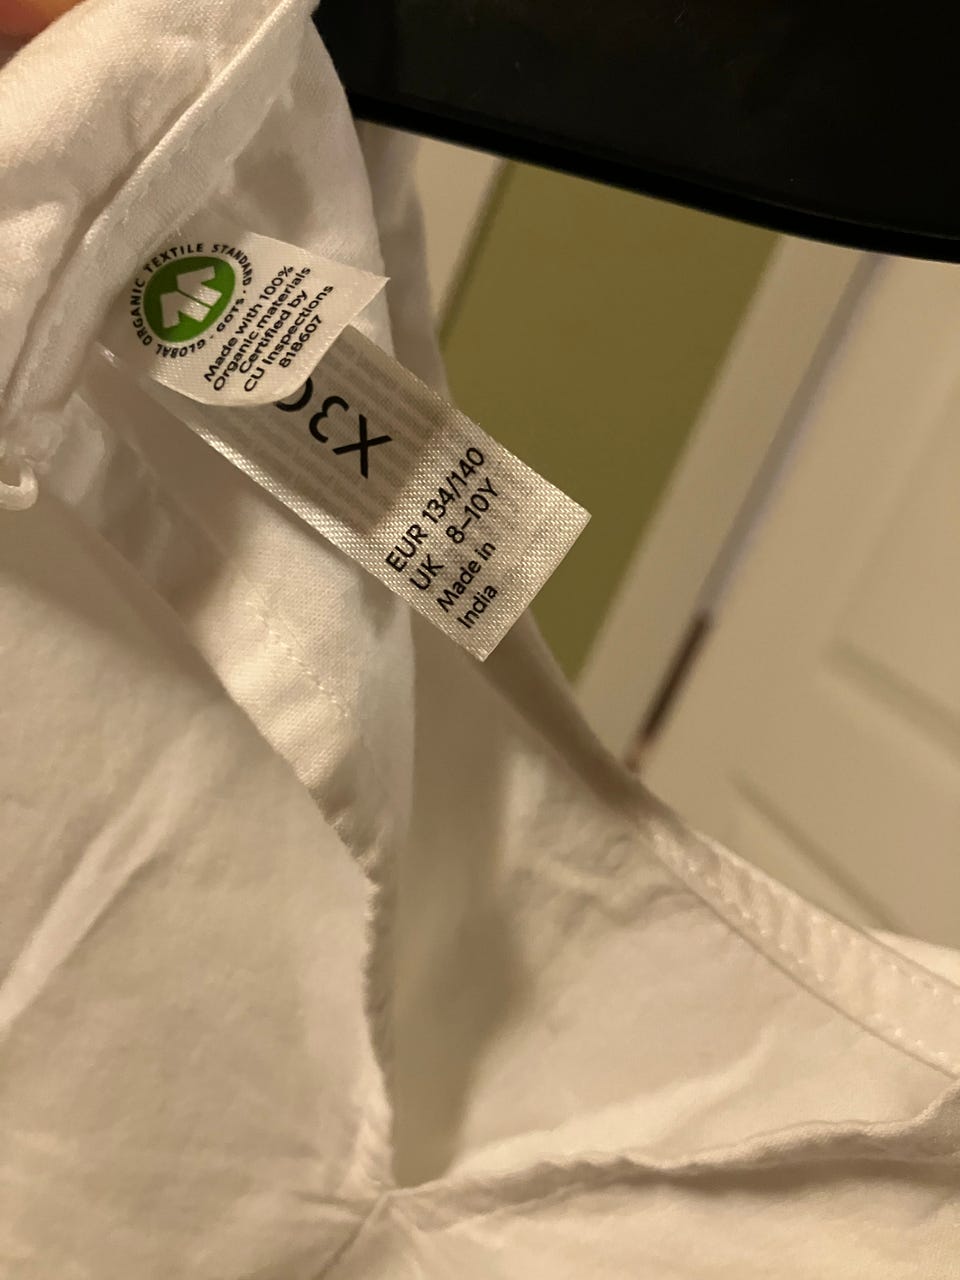 GLOBAL ORGANIC TEXTILE STANDARD · GOTS ·
Made with 100%
Organic materials
Certified by
CU Inspections
818607
EUR 134/140
UK 8–10Y
Made in
India